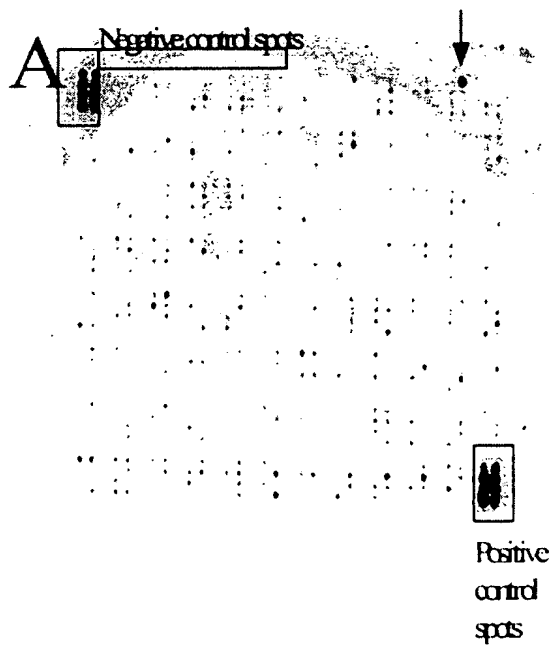 A
Negative control spots
Positive
control
spots